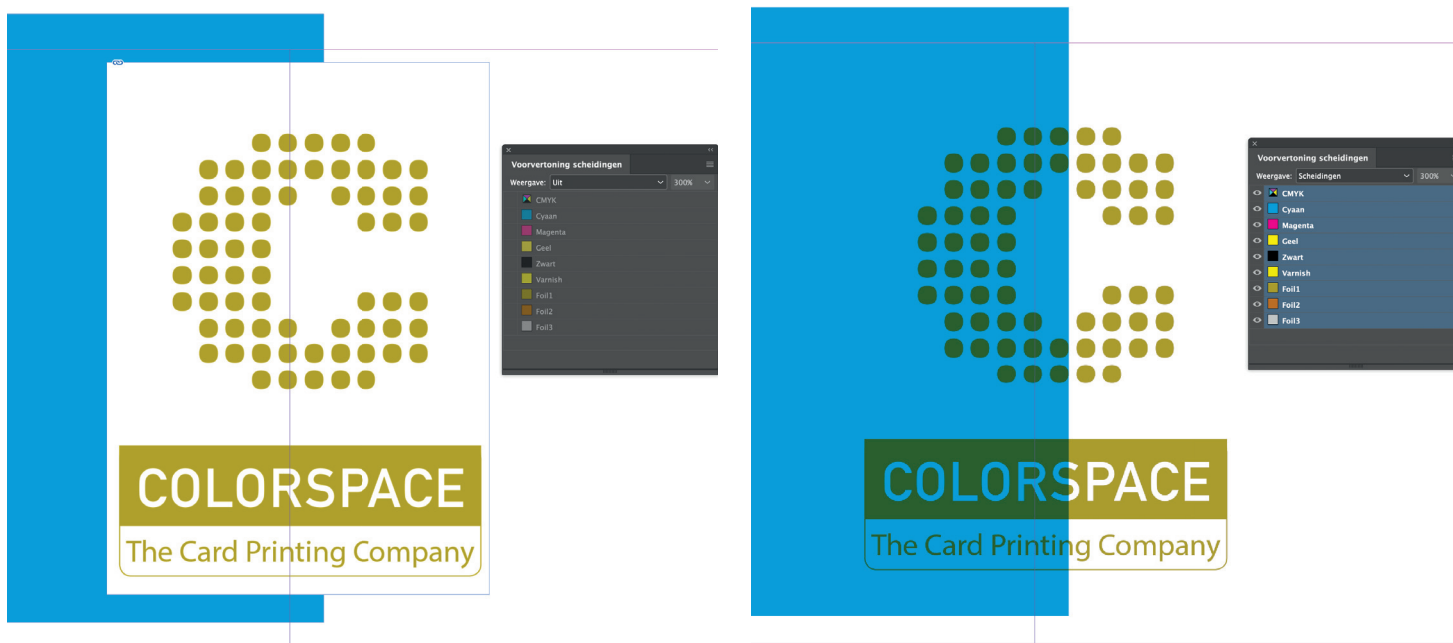 COLORSPACE
The Card Printing Company
Voorvertoning scheidingen
Weergave: Uit 300%
CMYK
Cyaan
Magenta
Geel
Zwart
Varnish
Foil1
Foil2
Foil3
COLORSPACE
The Card Printing Company
Voorvertoning scheidingen
Weergave: Scheidingen 300%
CMYK
Cyaan
Magenta
Geel
Zwart
Varnish
Foil1
Foil2
Foil3